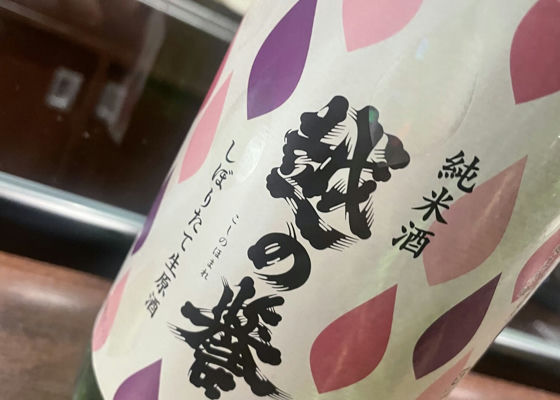 純米酒
越の誉
こしのほまれ
しぼりたて生原酒